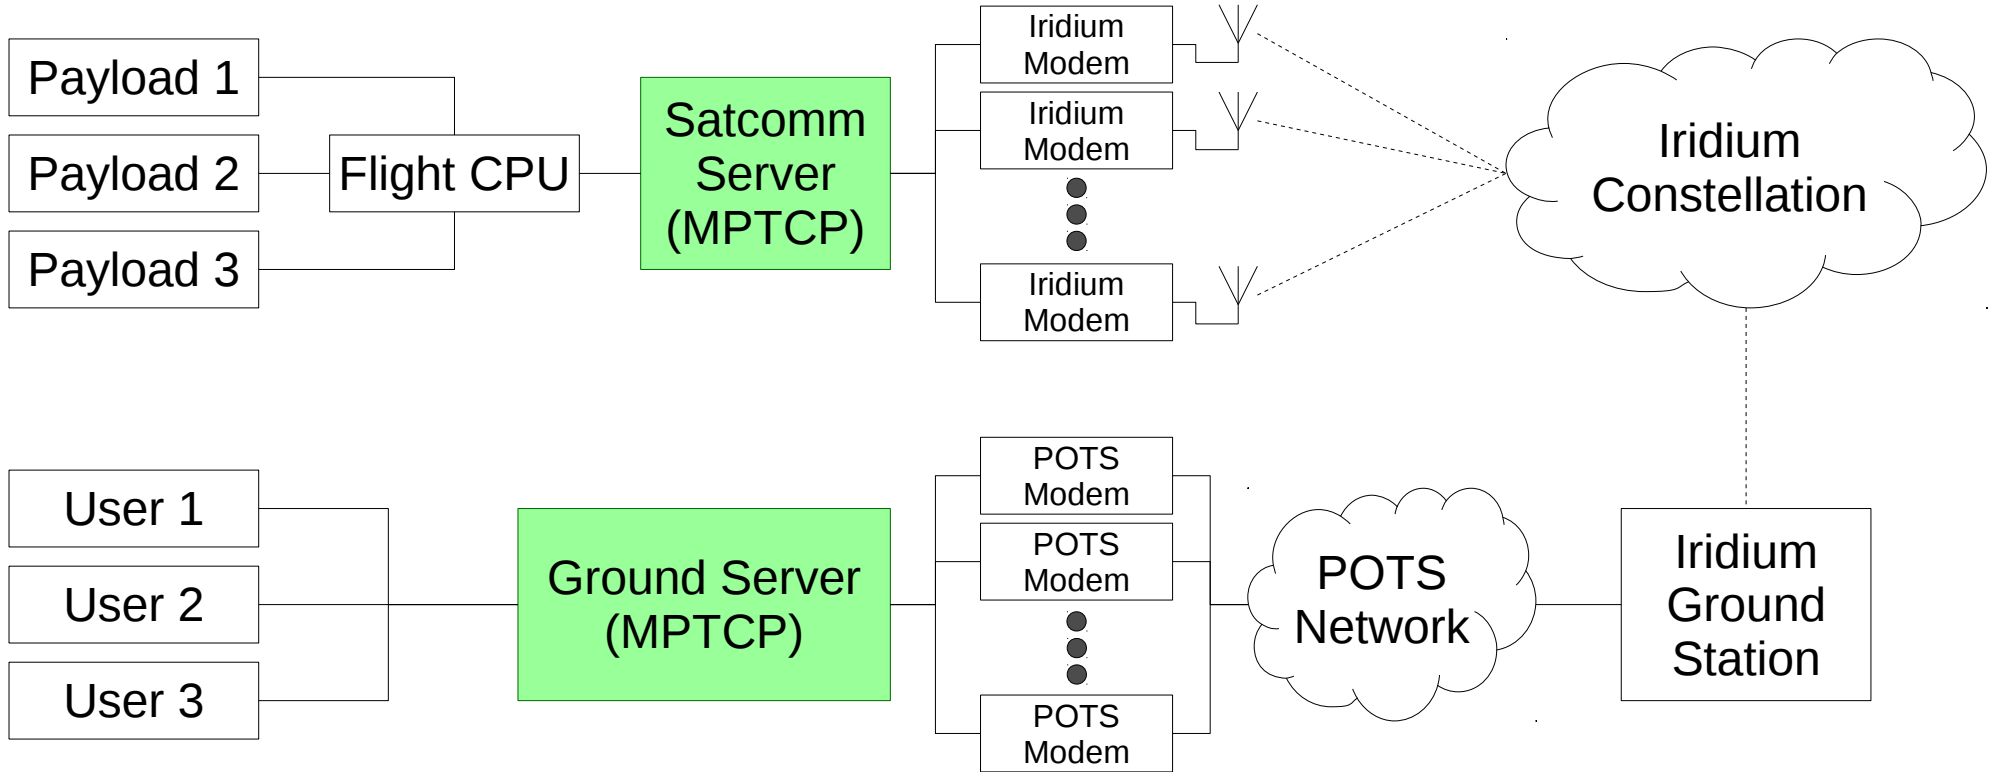 Payload 1
Payload 2
Payload 3
Flight CPU
Satcomm
Server
(MPTCP)
Iridium
Modem
Iridium
Modem
Iridium
Modem
Iridium
Constellation
User 1
User 2
User 3
Ground Server
(MPTCP)
POTS
Modem
POTS
Modem
POTS
Modem
POTS
Network
Iridium
Ground
Station